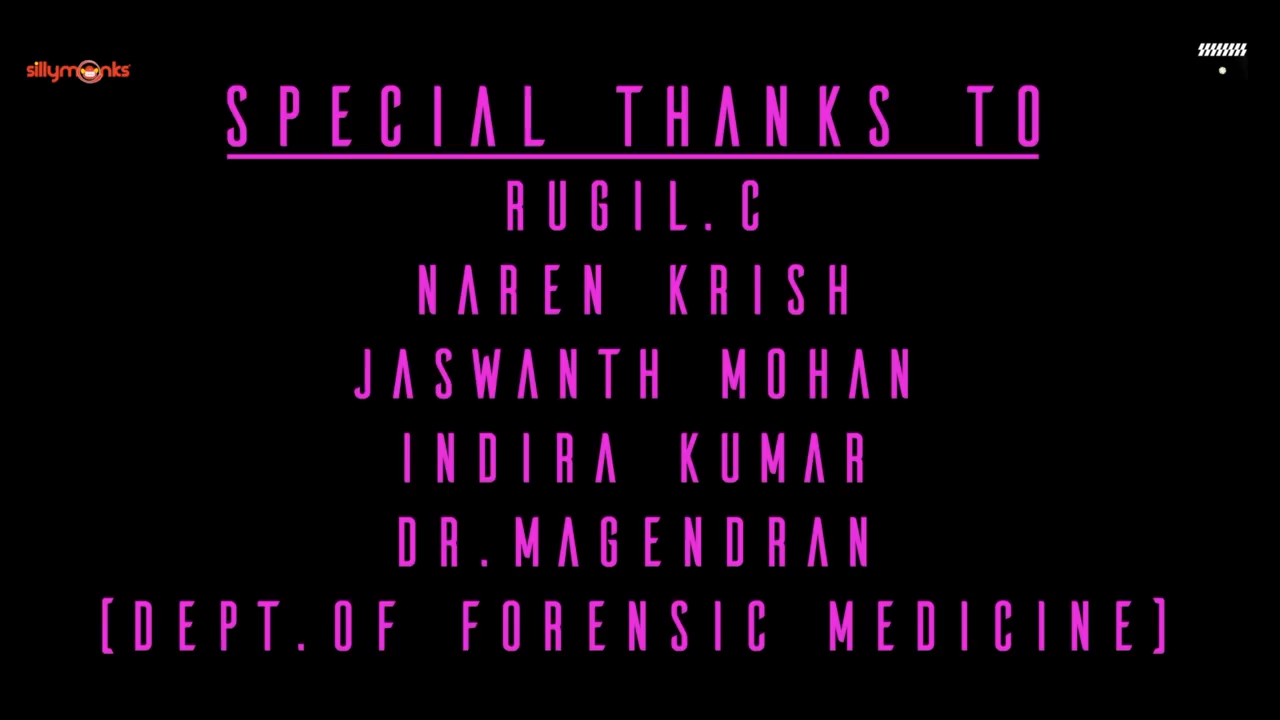 sillymonks
SPECIAL THANKS TO
RUGIL.C
NAREN KRISH
JASWANTH MOHAN
INDIRA KUMAR
DR.MAGENDRAN
[DEPT.OF FORENSIC MEDICINE]